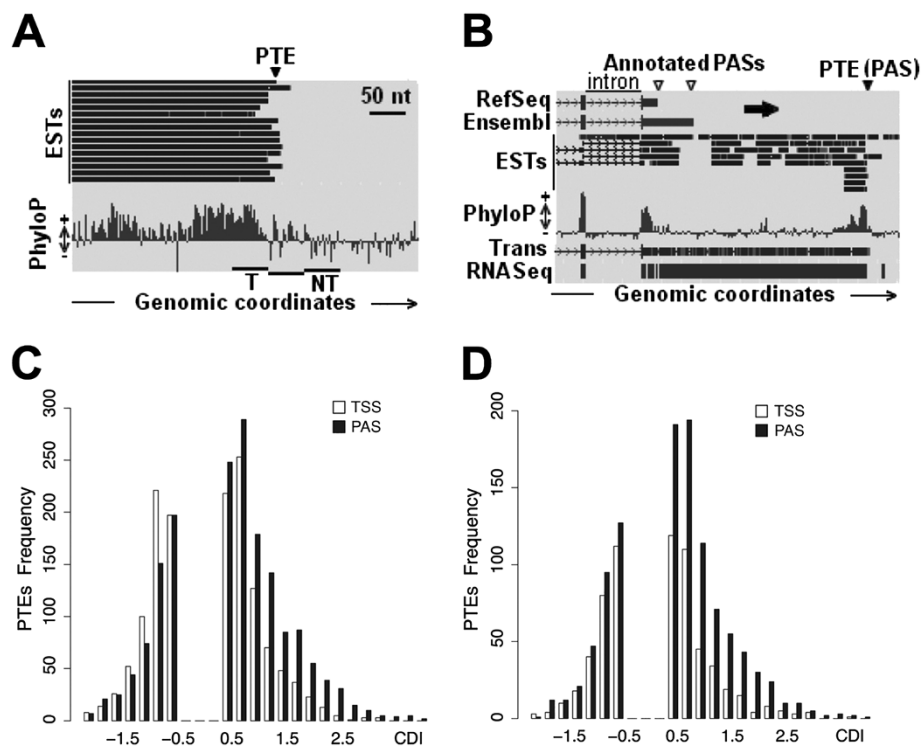 A
PTE
50 nt
ESTs
PhyloP
- +
T
NT
Genomic coordinates
B
Annotated PASs
PTE (PAS)
intron
RefSeq
Ensembl
ESTs
+
PhyloP
-
Trans
RNASeq
Genomic coordinates
C
TSS
PAS
PTEs Frequency
300
250
200
150
100
50
0
−1.5 −0.5 0.5 1.5 2.5 CDI
D
TSS
PAS
PTEs Frequency
200
150
100
50
0
−1.5 −0.5 0.5 1.5 2.5 CDI